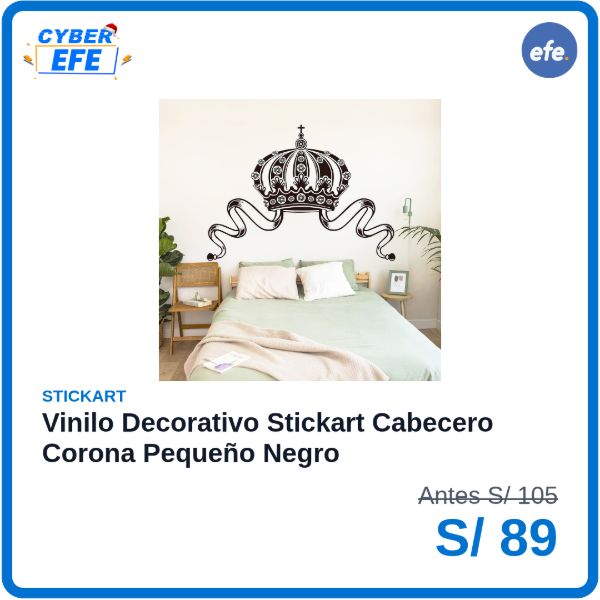 CYBER
EFE
efe.
STICKART
Vinilo Decorativo Stickart Cabecero
Corona Pequeño Negro
Antes S/ 105
S/ 89